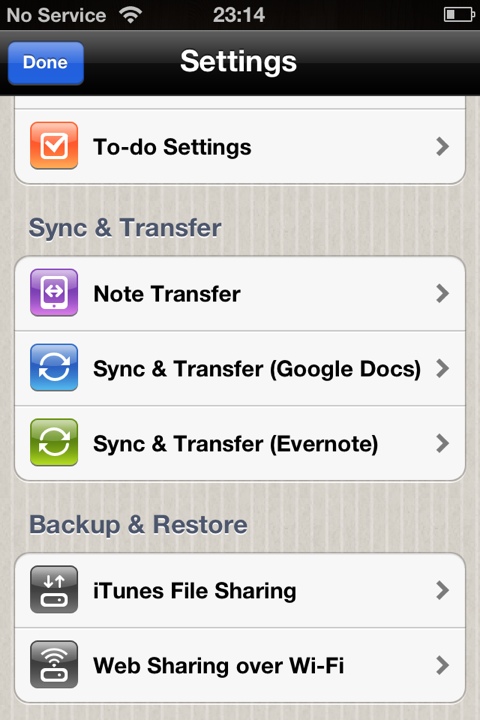 No Service 23:14
Done Settings
To-do Settings
Sync & Transfer
Note Transfer
Sync & Transfer (Google Docs)
Sync & Transfer (Evernote)
Backup & Restore
iTunes File Sharing
Web Sharing over Wi-Fi